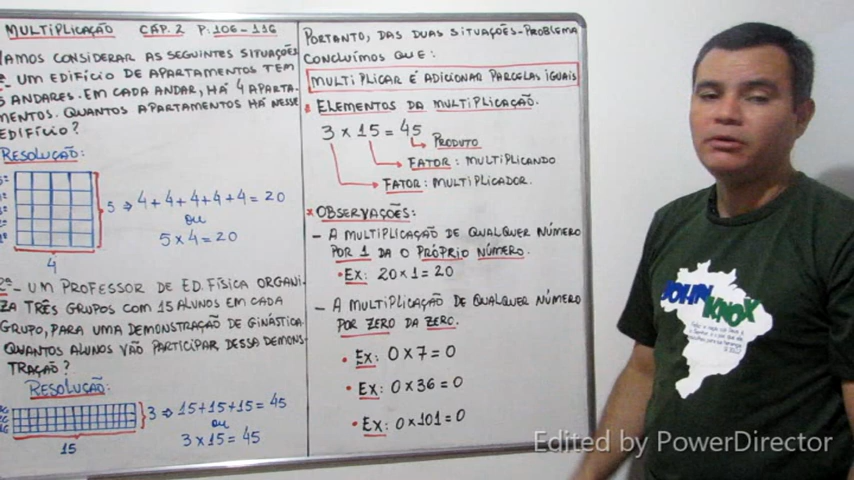 MULTIPLICAÇÃO CÁP. 2 P: 106-116
VAMOS CONSIDERAR AS SEGUINTES SITUAÇÕES
UM EDIFÍCIO DE APARTAMENTOS TEM
5 ANDARES. EM CADA ANDAR, HÁ 4 APARTA-
MENTOS. QUANTOS APARTAMENTOS HÁ NESSE
EDIFÍCIO?
RESOLUÇÃO:
5 ⇒ 4+4+4+4+4=20
OU
5 x 4 = 20
4
2ª- UM PROFESSOR DE ED. FÍSICA ORGANI-
ZA TRÊS GRUPOS COM 15 ALUNOS EM CADA
GRUPO, PARA UMA DEMONSTRAÇÃO DE GINÁSTICA.
QUANTOS ALUNOS VÃO PARTICIPAR DESSA DEMONS-
TRAÇÃO?
RESOLUÇÃO:
3 ⇒ 15+15+15=45
OU
3 x 15 = 45
15
PORTANTO, DAS DUAS SITUAÇÕES-PROBLEMA
CONCLUÍMOS QUE:
MULTIPLICAR É ADICIONAR PARCELAS IGUAIS
ELEMENTOS DA MULTIPLICAÇÃO.
3 x 15 = 45
PRODUTO
FATOR: MULTIPLICANDO
FATOR: MULTIPLICADOR.
* OBSERVAÇÕES:
- A MULTIPLICAÇÃO DE QUALQUER NÚMERO
POR 1 DA O PRÓPRIO NÚMERO.
• EX: 20 x 1 = 20
- A MULTIPLICAÇÃO DE QUALQUER NÚMERO
POR ZERO DA ZERO.
• EX: 0 x 7 = 0
• EX: 0 x 36 = 0
• EX: 0 x 101 = 0
JOHN
KNOX
Edited by PowerDirector